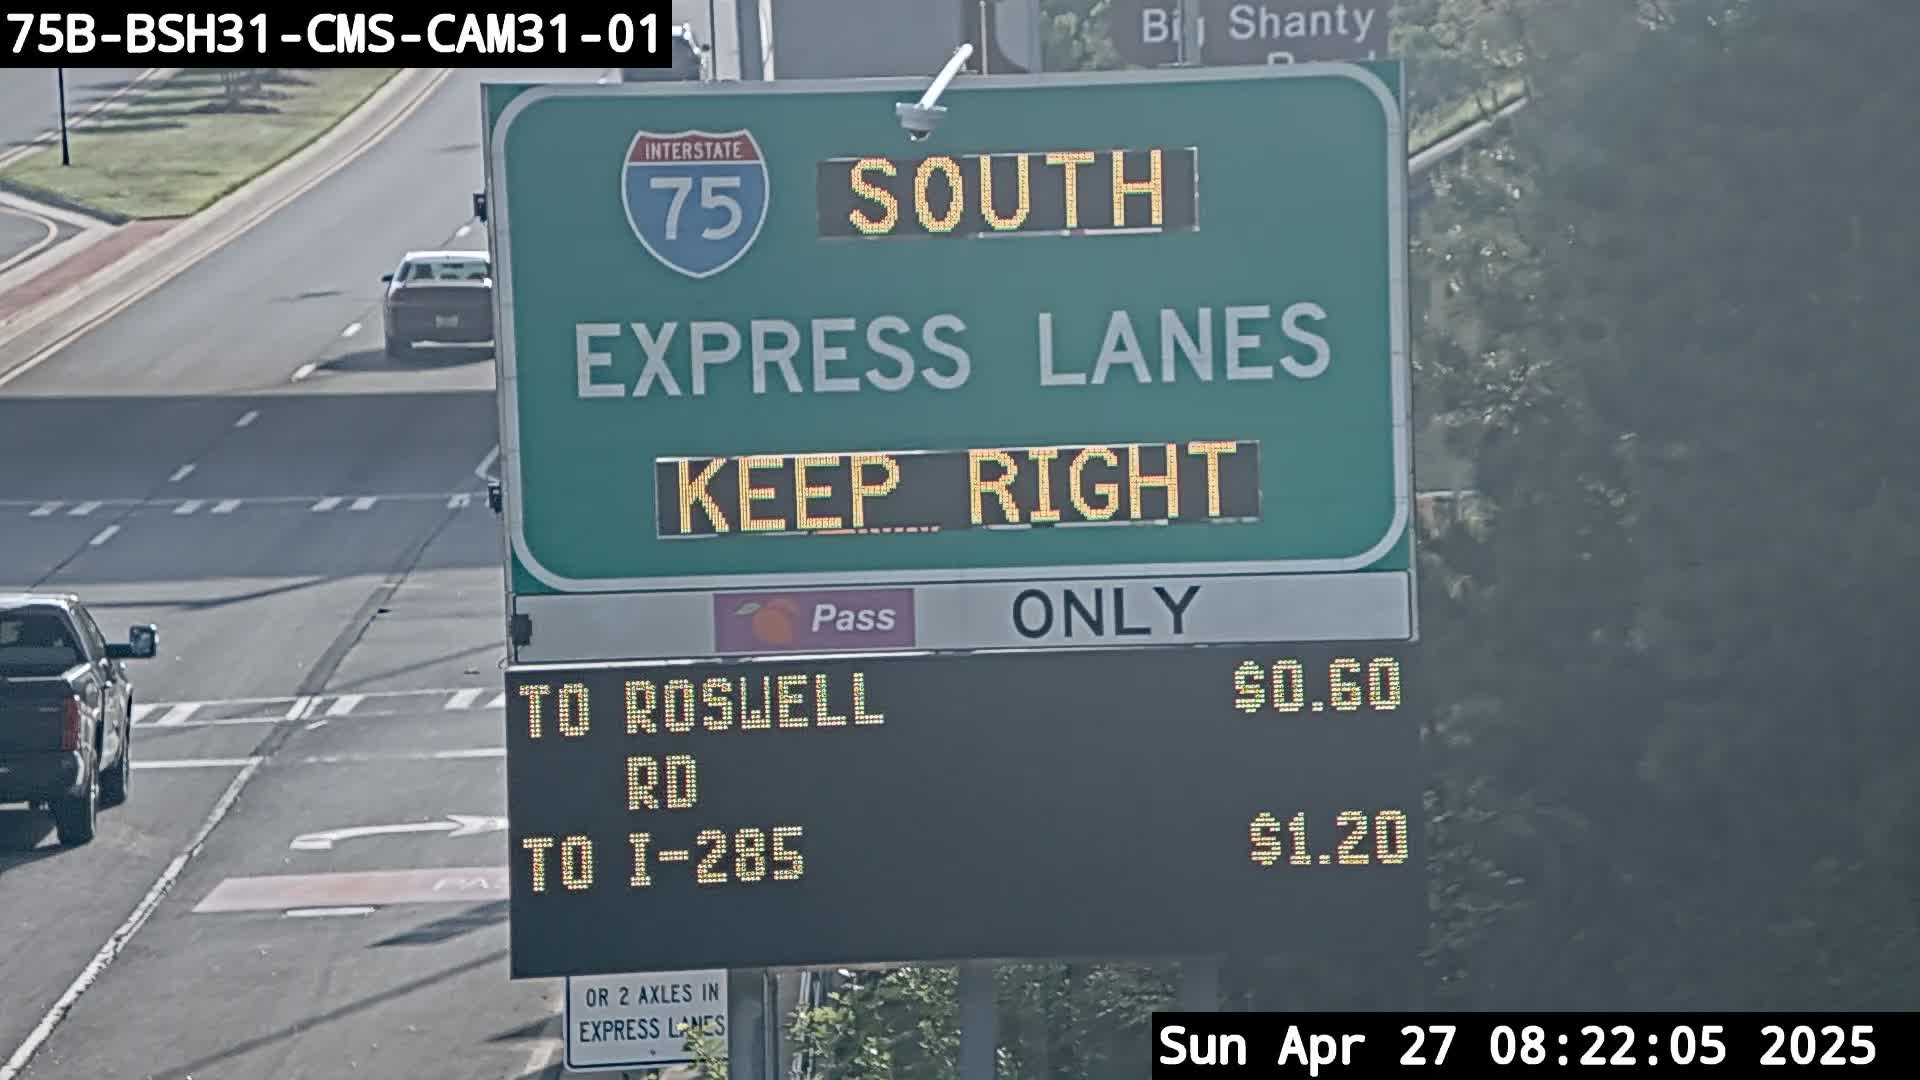 75B-BSH31-CMS-CAM31-01
Big Shanty
INTERSTATE
75
SOUTH
EXPRESS LANES
KEEP RIGHT
Pass
ONLY
TO ROSWELL $0.60
RD
TO I-285 $1.20
OR 2 AXLES IN
EXPRESS LANES
Sun Apr 27 08:22:05 2025